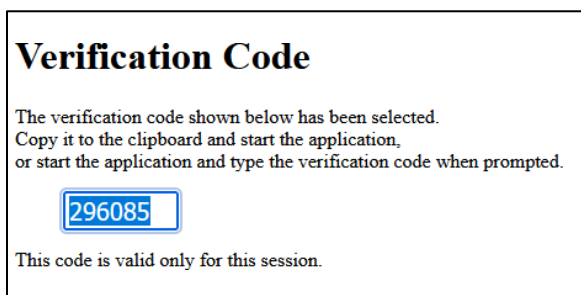 Verification Code
The verification code shown below has been selected.
Copy it to the clipboard and start the application,
or start the application and type the verification code when prompted.
296085
This code is valid only for this session.